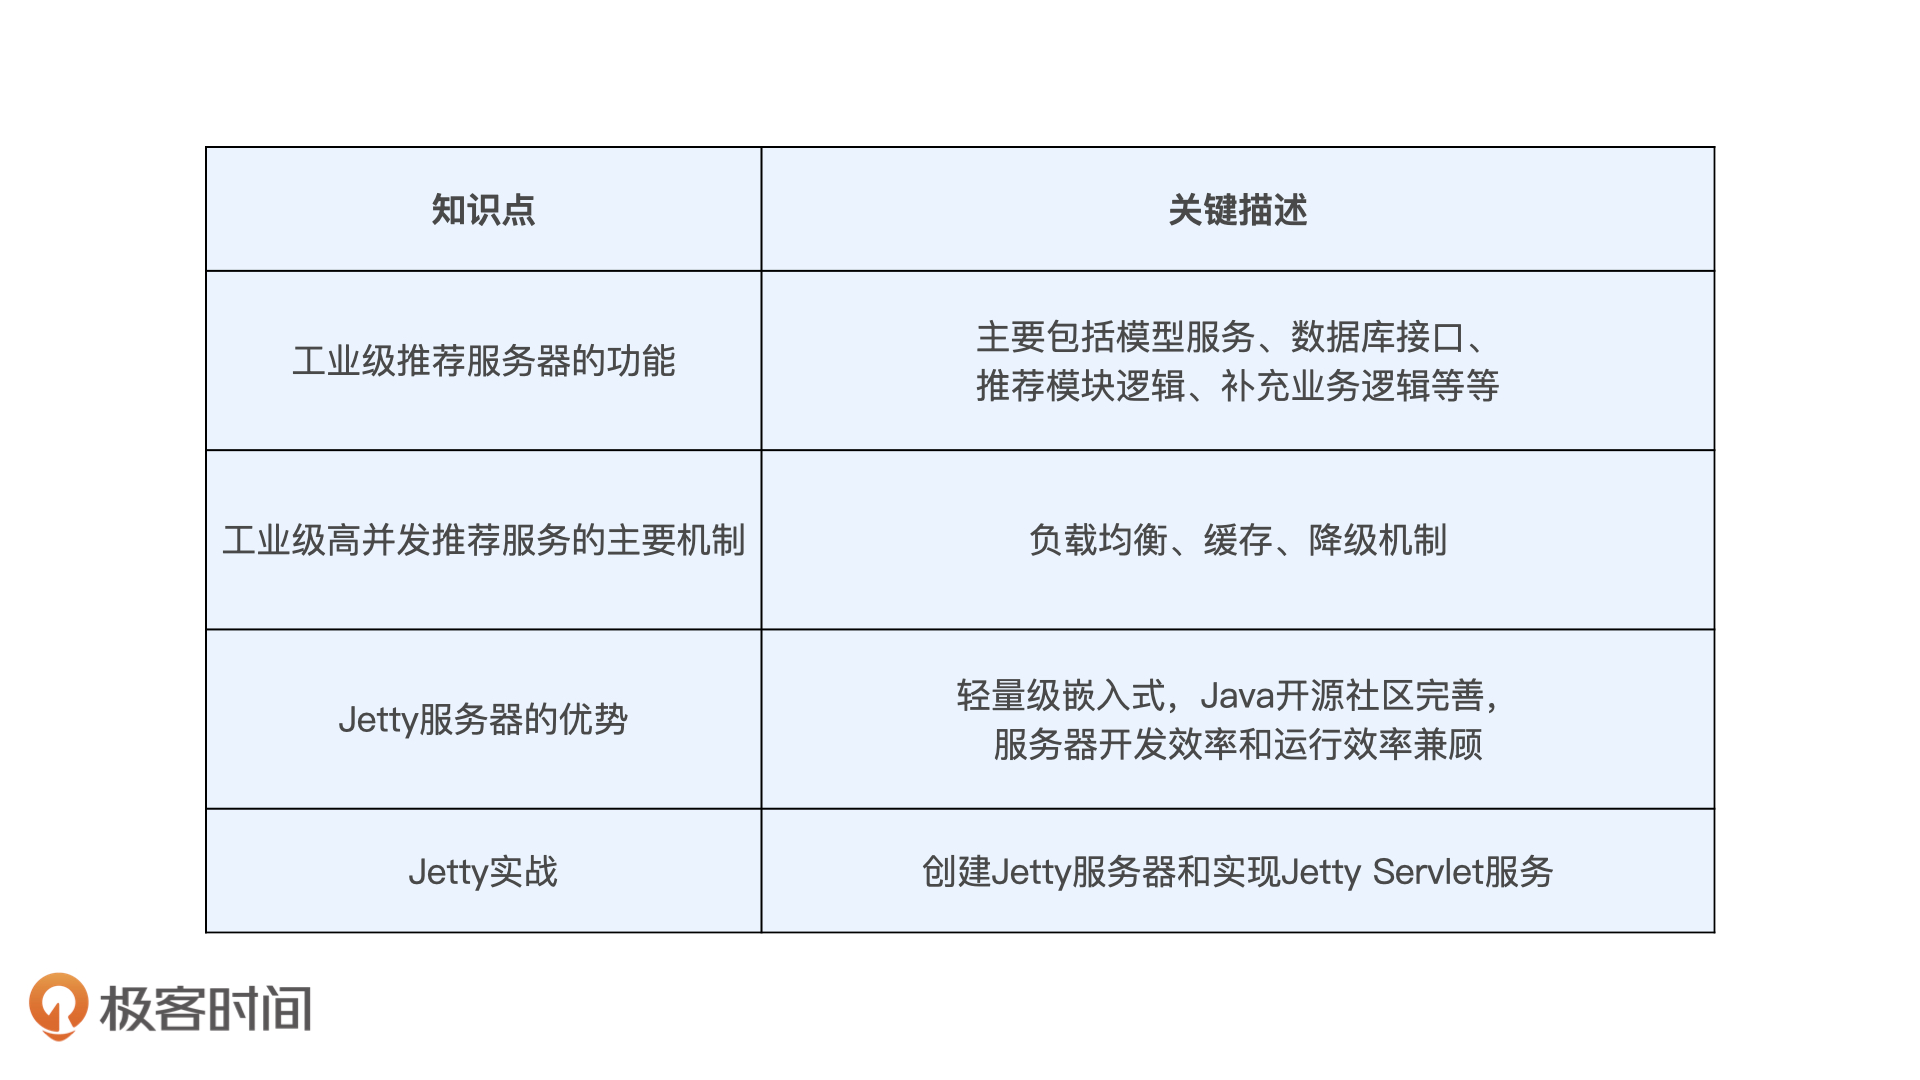 知识点
关键描述
工业级推荐服务器的功能
主要包括模型服务、数据库接口、
推荐模块逻辑、补充业务逻辑等等
工业级高并发推荐服务的主要机制
负载均衡、缓存、降级机制
Jetty服务器的优势
轻量级嵌入式，Java开源社区完善，
服务器开发效率和运行效率兼顾
Jetty实战
创建Jetty服务器和实现Jetty Servlet服务
极客时间